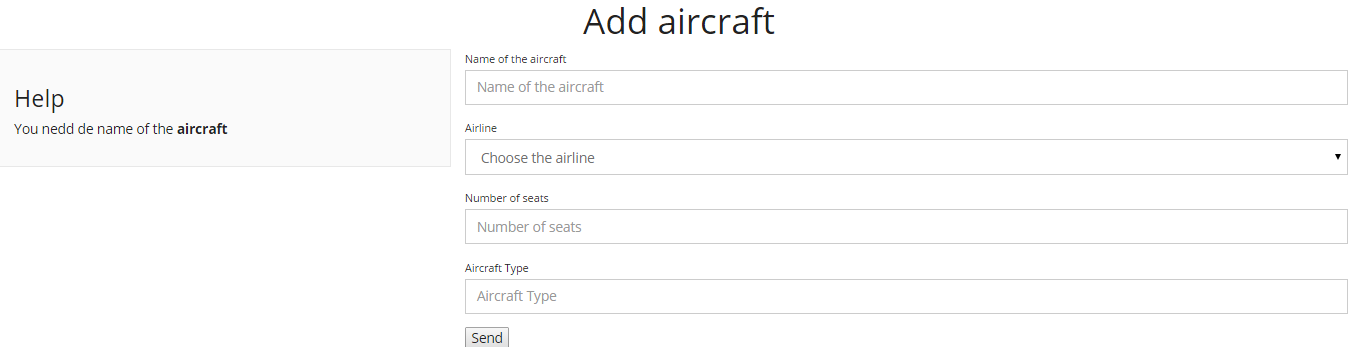 Add aircraft
Help
You nedd de name of the aircraft
Name of the aircraft
Name of the aircraft
Airline
Choose the airline
Number of seats
Number of seats
Aircraft Type
Aircraft Type
Send